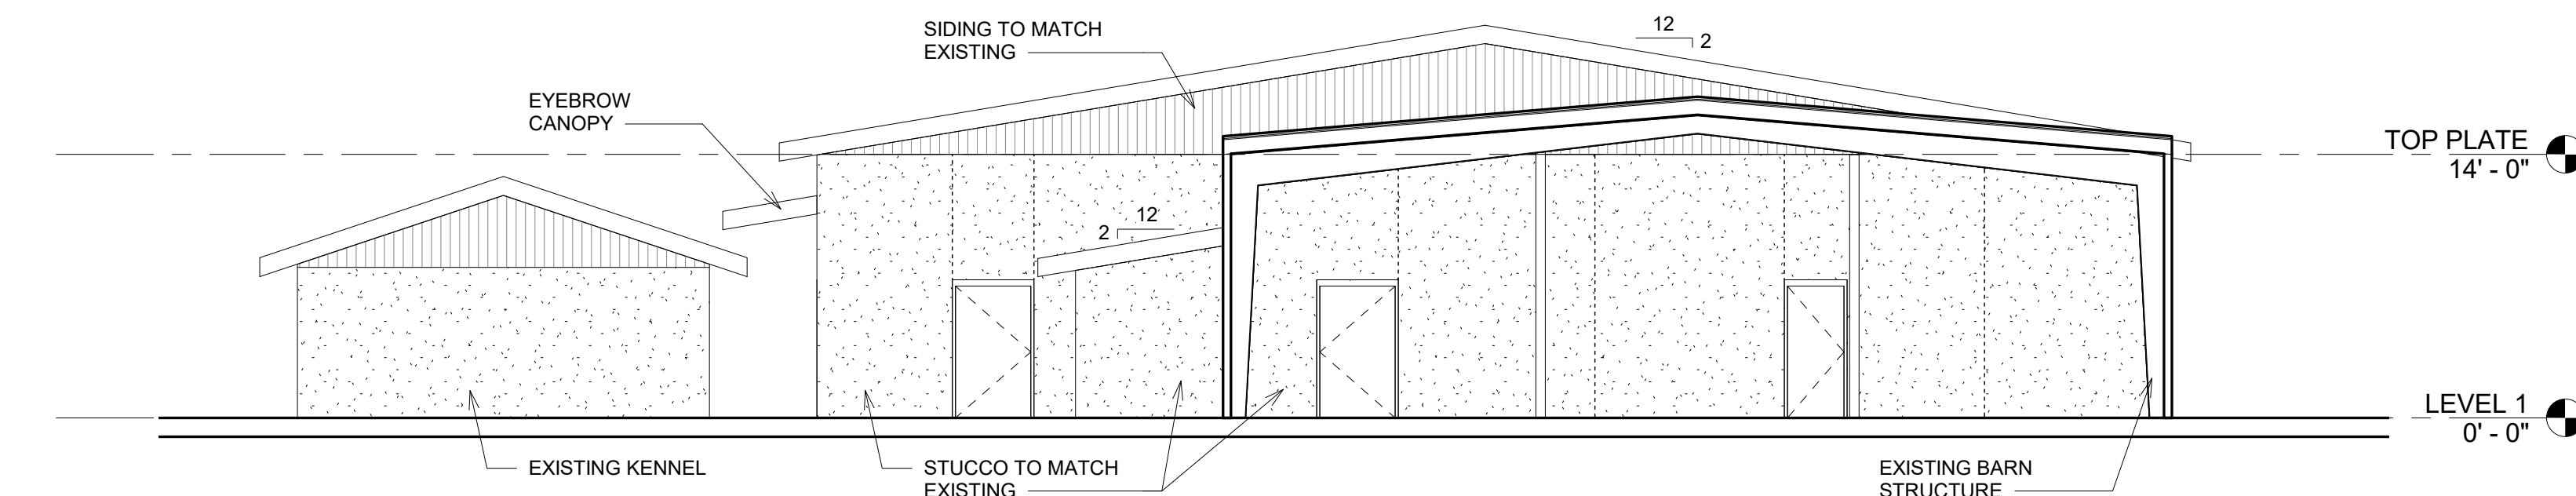 SIDING TO MATCH
EXISTING
12
2
EYEBROW
CANOPY
TOP PLATE
14' - 0"
12
2
LEVEL 1
0' - 0"
EXISTING KENNEL
STUCCO TO MATCH
EXISTING
EXISTING BARN
STRUCTURE